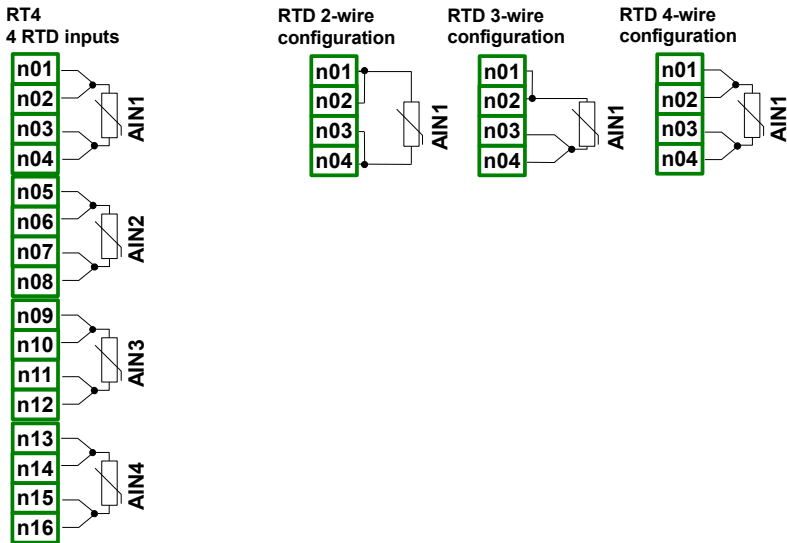 RT4
4 RTD inputs
n01
n02
n03
n04
AIN1
n05
n06
n07
n08
AIN2
n09
n10
n11
n12
AIN3
n13
n14
n15
n16
AIN4
RTD 2-wire
configuration
n01
n02
n03
n04
AIN1
RTD 3-wire
configuration
n01
n02
n03
n04
AIN1
RTD 4-wire
configuration
n01
n02
n03
n04
AIN1